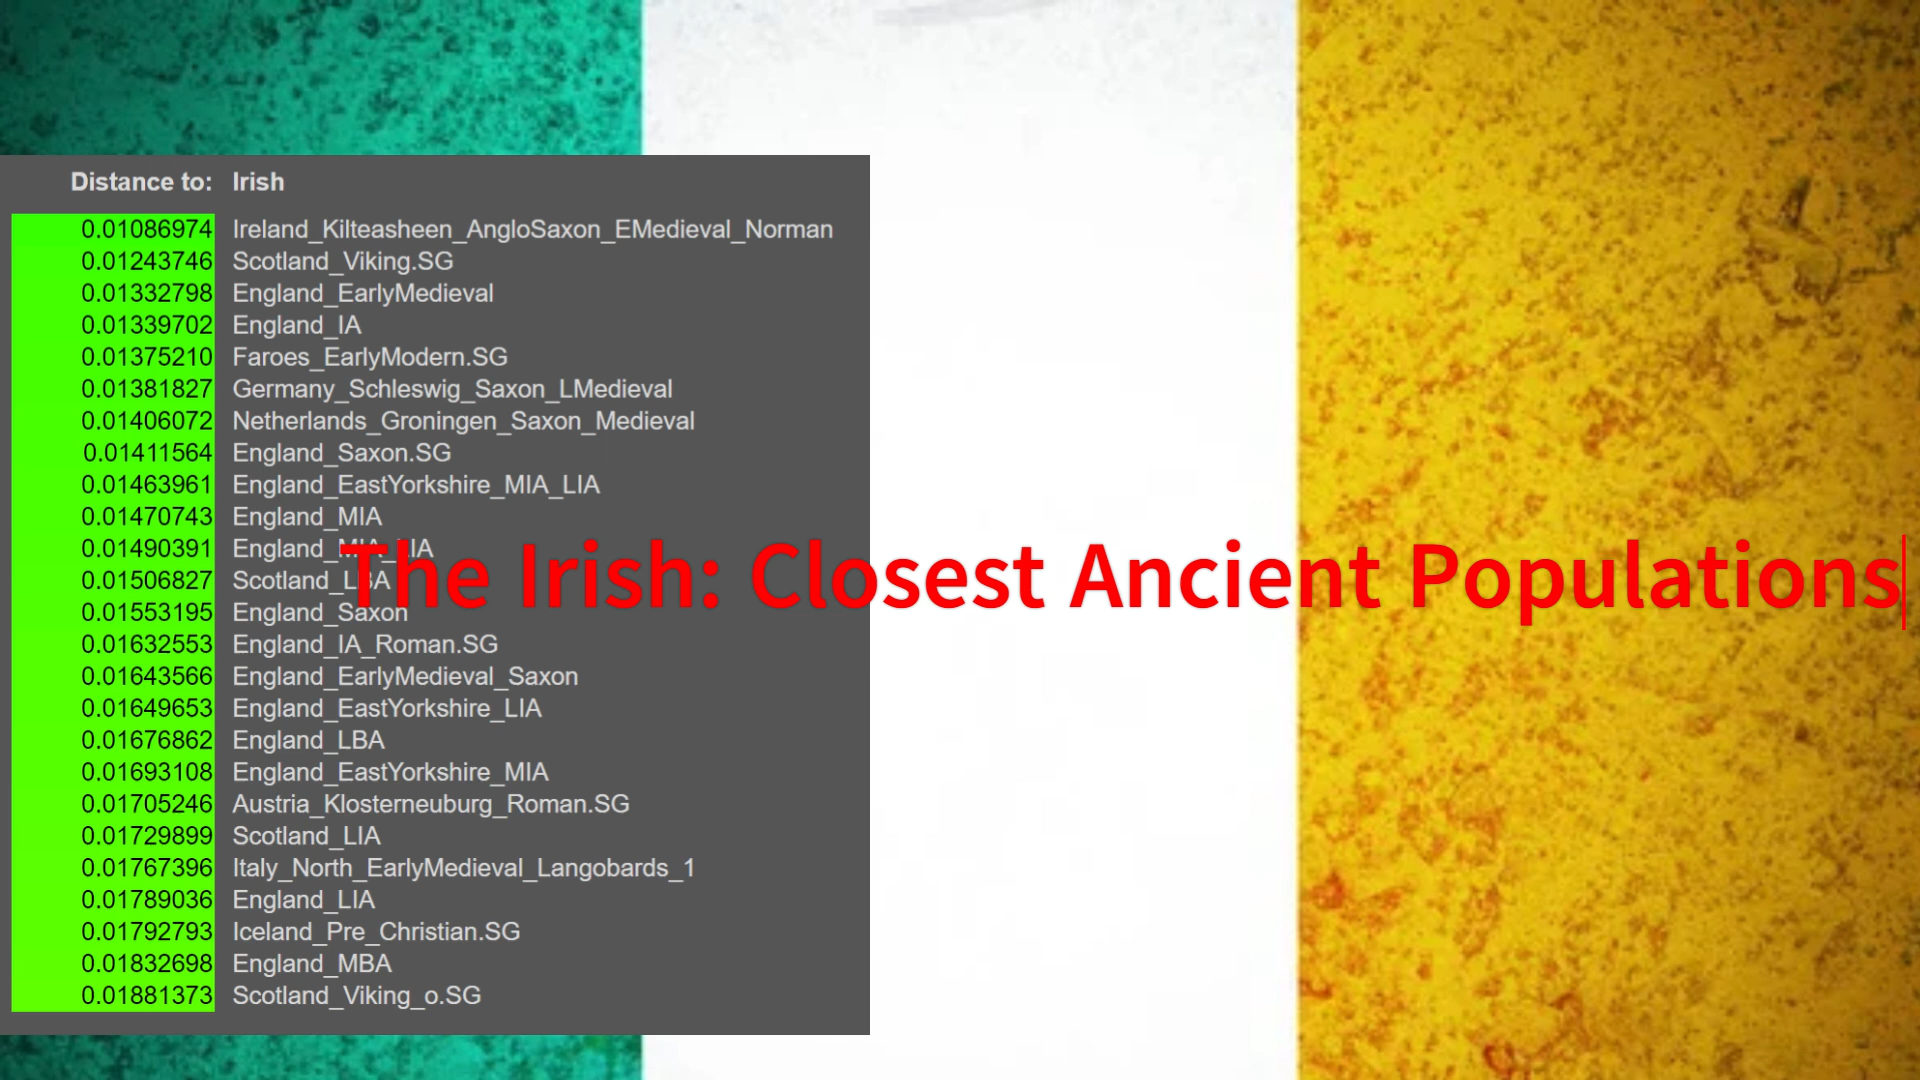 Distance to: Irish
0.01086974 Ireland_Kilteasheen_AngloSaxon_EMedieval_Norman
0.01243746 Scotland_Viking.SG
0.01332798 England_EarlyMedieval
0.01339702 England_IA
0.01375210 Faroes_EarlyModern.SG
0.01381827 Germany_Schleswig_Saxon_LMedieval
0.01406072 Netherlands_Groningen_Saxon_Medieval
0.01411564 England_Saxon.SG
0.01463961 England_EastYorkshire_MIA_LIA
0.01470743 England_MIA
0.01490391 England_MIA_LIA
The Irish: Closest Ancient Populations
0.01506827 Scotland_LBA
0.01553195 England_Saxon
0.01632553 England_IA_Roman.SG
0.01643566 England_EarlyMedieval_Saxon
0.01649653 England_EastYorkshire_LIA
0.01676862 England_LBA
0.01693108 England_EastYorkshire_MIA
0.01705246 Austria_Klosterneuburg_Roman.SG
0.01729899 Scotland_LIA
0.01767396 Italy_North_EarlyMedieval_Langobards_1
0.01789036 England_LIA
0.01792793 Iceland_Pre_Christian.SG
0.01832698 England_MBA
0.01881373 Scotland_Viking_o.SG